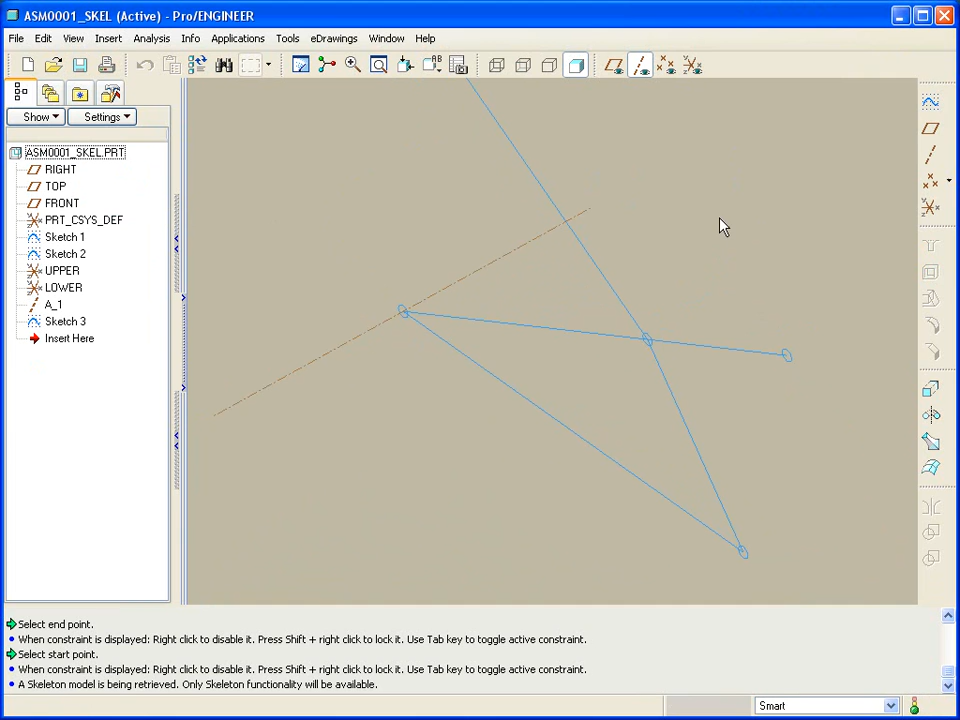 ASM0001_SKEL (Active) - Pro/ENGINEER
File Edit View Insert Analysis Info Applications Tools eDrawings Window Help
Show Settings
ASM0001_SKEL.PRT
RIGHT
TOP
FRONT
PRT_CSYS_DEF
Sketch 1
Sketch 2
UPPER
LOWER
A_1
Sketch 3
Insert Here
Select end point.
When constraint is displayed: Right click to disable it. Press Shift + right click to lock it. Use Tab key to toggle active constraint.
Select start point.
When constraint is displayed: Right click to disable it. Press Shift + right click to lock it. Use Tab key to toggle active constraint.
A Skeleton model is being retrieved. Only Skeleton functionality will be available.
Smart